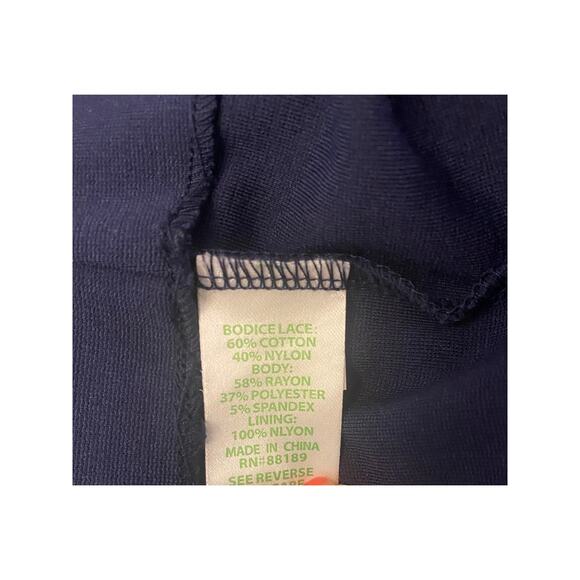 BODICE LACE:
60% COTTON
40% NYLON
BODY:
58% RAYON
37% POLYESTER
5% SPANDEX
LINING:
100% NLYON
MADE IN CHINA
RN#88189
SEE REVERSE